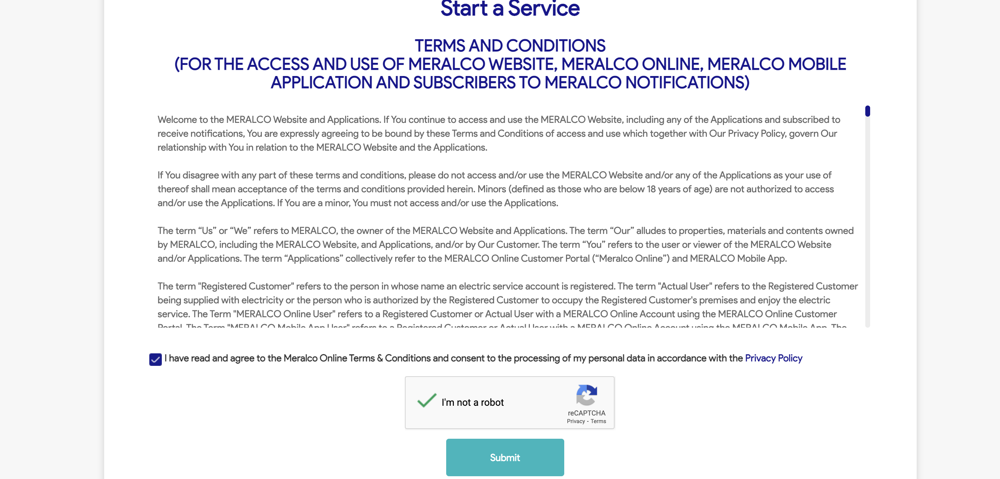 Start a Service
TERMS AND CONDITIONS
(FOR THE ACCESS AND USE OF MERALCO WEBSITE, MERALCO ONLINE, MERALCO MOBILE
APPLICATION AND SUBSCRIBERS TO MERALCO NOTIFICATIONS)
Welcome to the MERALCO Website and Applications. If You continue to access and use the MERALCO Website, including any of the Applications and subscribed to
receive notifications, You are expressly agreeing to be bound by these Terms and Conditions of access and use which together with Our Privacy Policy, govern Our
relationship with You in relation to the MERALCO Website and the Applications.
If You disagree with any part of these terms and conditions, please do not access and/or use the MERALCO Website and/or any of the Applications as your use of
thereof shall mean acceptance of the terms and conditions provided herein. Minors (defined as those who are below 18 years of age) are not authorized to access
and/or use the Applications. If You are a minor, You must not access and/or use the Applications.
The term “Us” or “We” refers to MERALCO, the owner of the MERALCO Website and Applications. The term “Our” alludes to properties, materials and contents owned
by MERALCO, including the MERALCO Website, and Applications, and/or by Our Customer. The term “You” refers to the user or viewer of the MERALCO Website
and/or Applications. The term “Applications” collectively refer to the MERALCO Online Customer Portal (“Meralco Online”) and MERALCO Mobile App.
The term "Registered Customer" refers to the person in whose name an electric service account is registered. The term "Actual User" refers to the Registered Customer
being supplied with electricity or the person who is authorized by the Registered Customer to occupy the Registered Customer's premises and enjoy the electric
service. The Term "MERALCO Online User" refers to a Registered Customer or Actual User with a MERALCO Online Account using the MERALCO Online Customer
Portal. The Term "MERALCO Mobile App User" refers to a Registered Customer or Actual User with a MERALCO Online Account using the MERALCO Mobile App. The
I have read and agree to the Meralco Online Terms & Conditions and consent to the processing of my personal data in accordance with the Privacy Policy
I'm not a robot
reCAPTCHA
Privacy - Terms
Submit